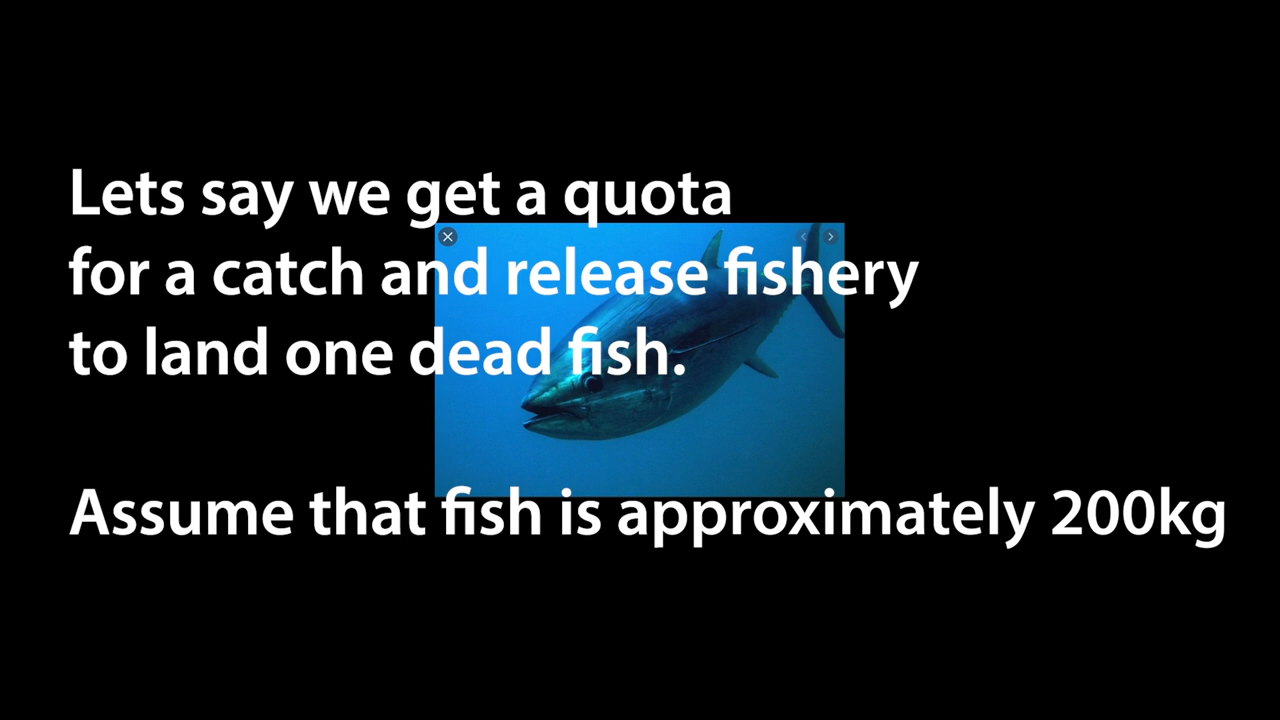 Lets say we get a quota
for a catch and release fishery
to land one dead fish.
Assume that fish is approximately 200kg